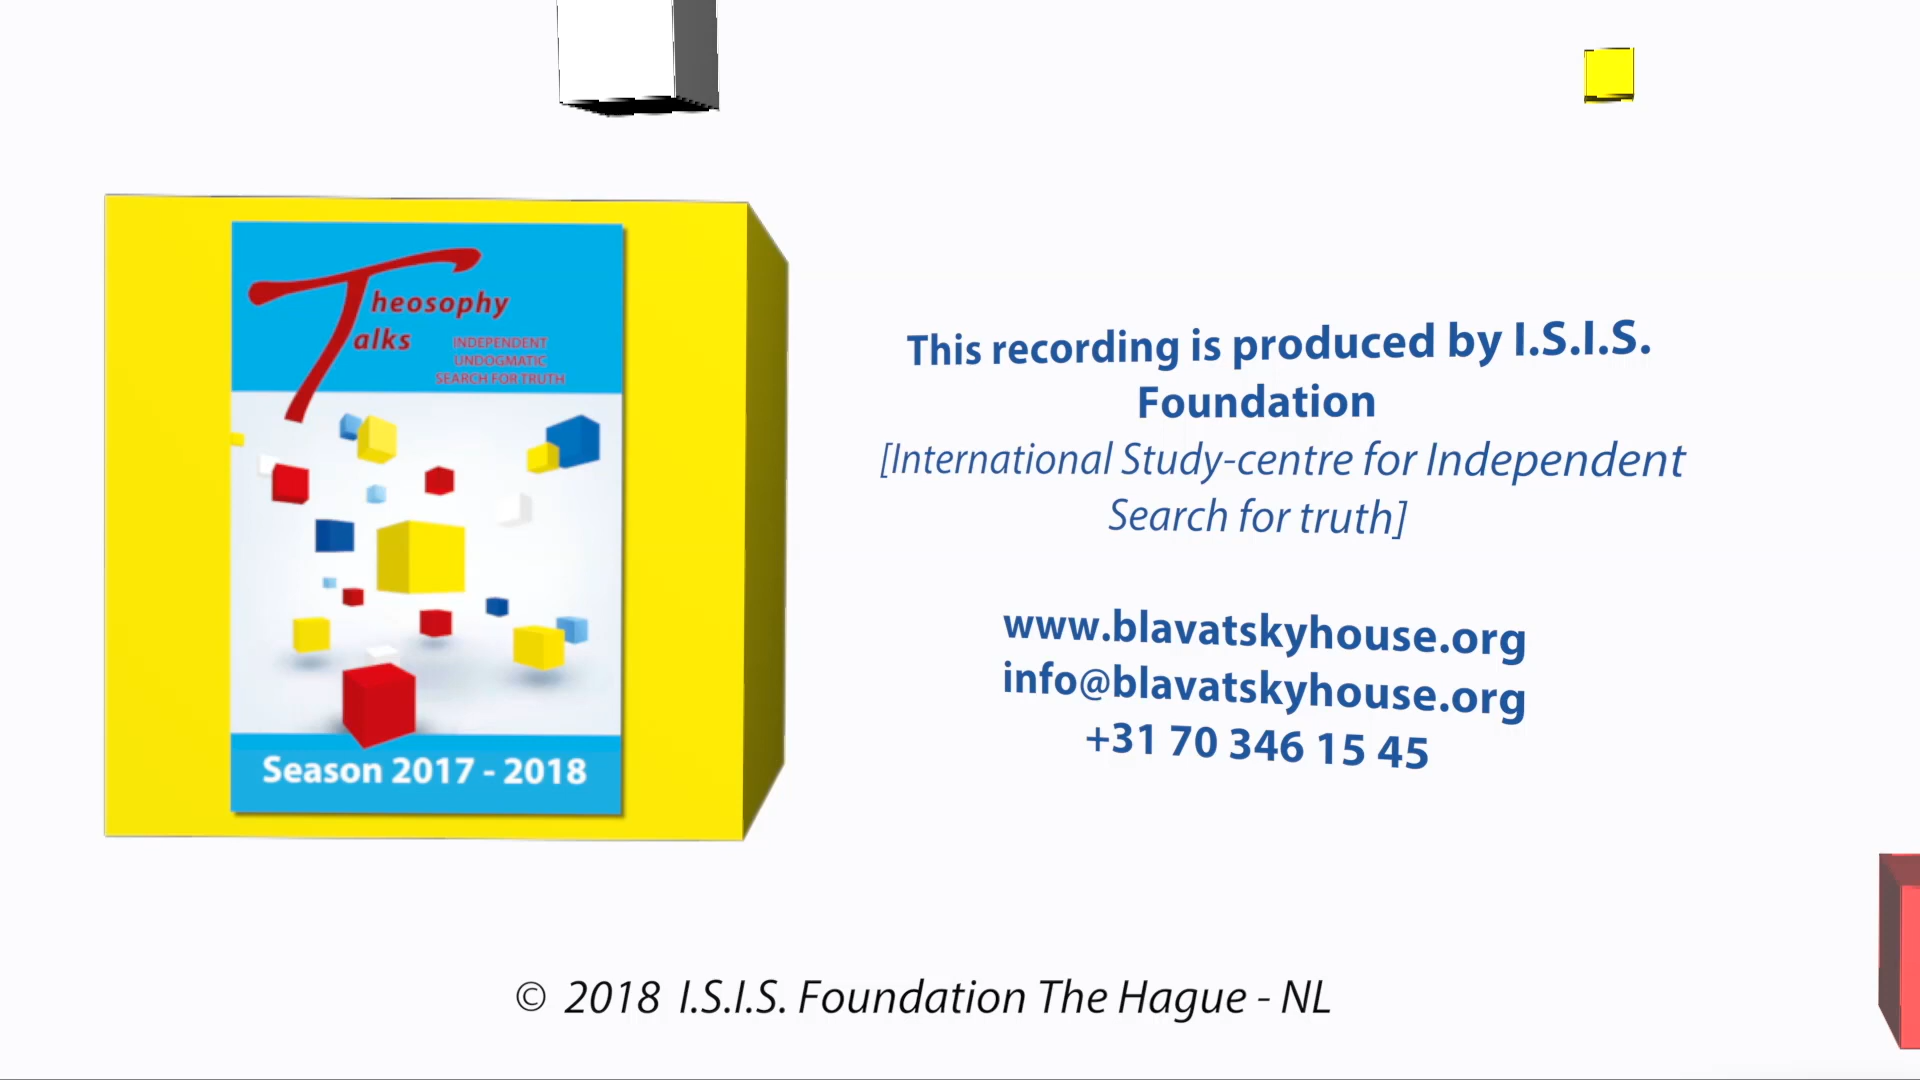 Theosophy
Talks
INDEPENDENT
UNDOGMATIC
SEARCH FOR TRUTH
Season 2017 - 2018
This recording is produced by I.S.I.S.
Foundation
[International Study-centre for Independent
Search for truth]
www.blavatskyhouse.org
info@blavatskyhouse.org
+31 70 346 15 45
© 2018 I.S.I.S. Foundation The Hague - NL